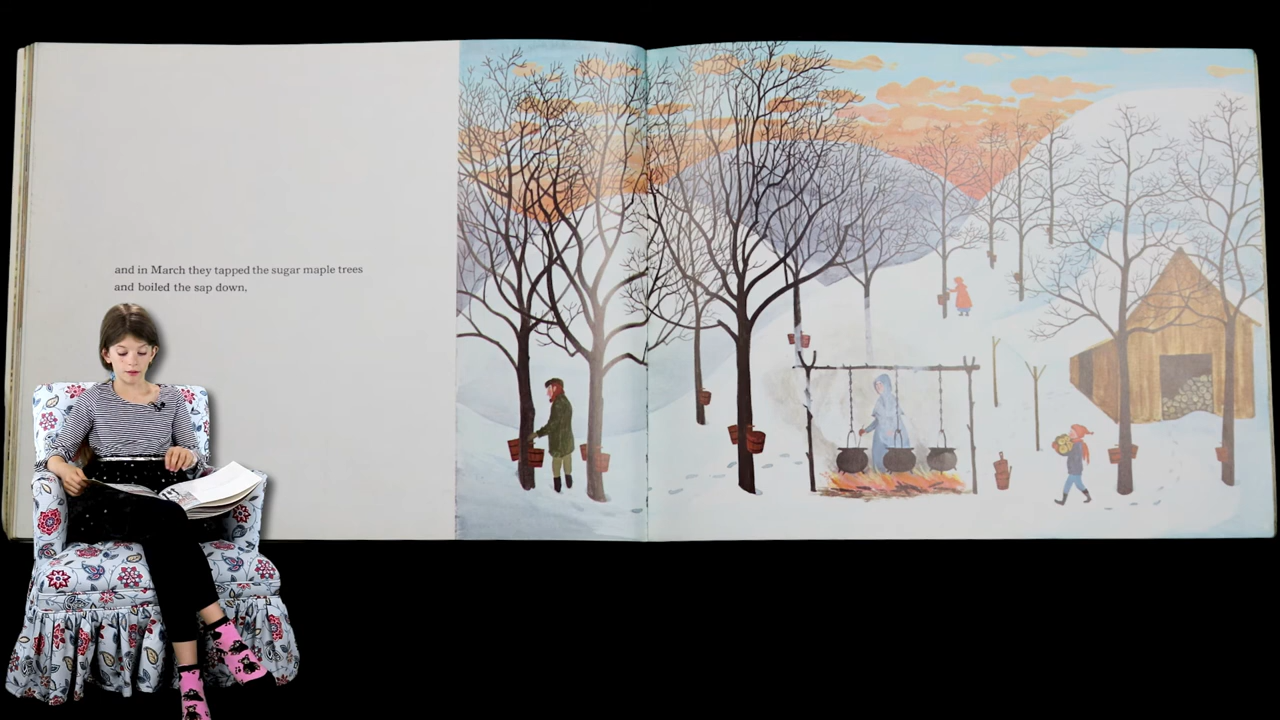 and in March they tapped the sugar maple trees
and boiled the sap down,